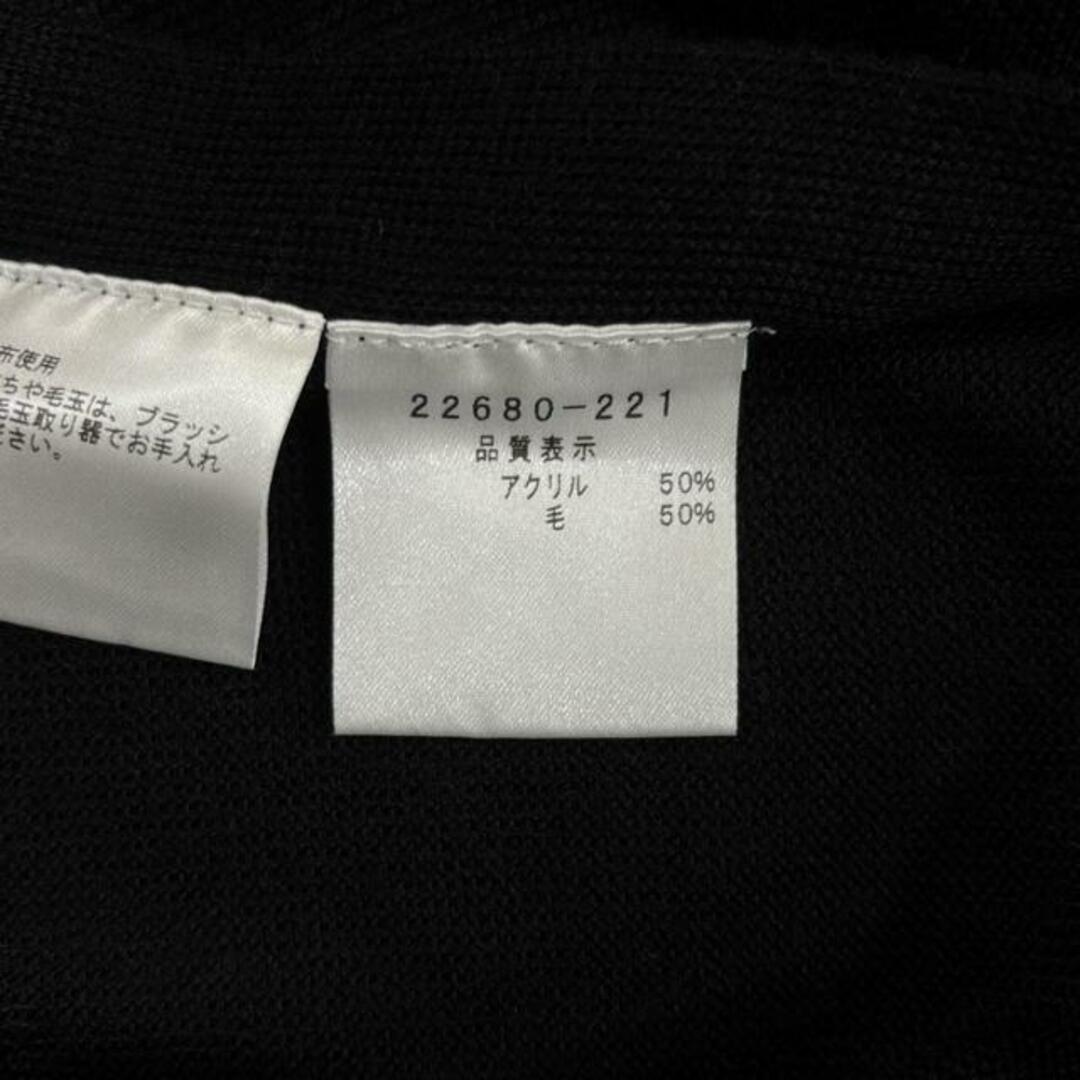 布使用
ちや毛玉は、ブラッシ
毛玉取り器でお手入れ
さい。
22680-221
品質表示
アクリル 50%
毛 50%